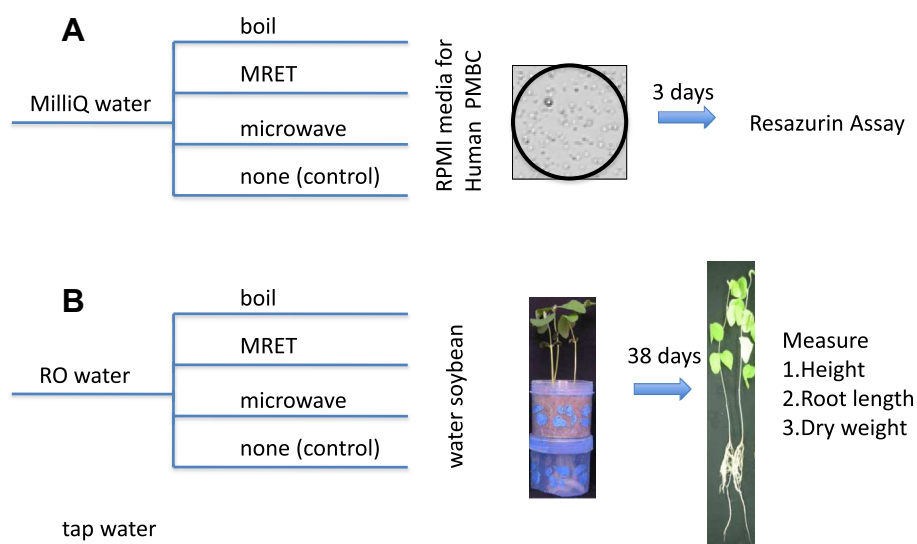 A
MilliQ water
boil
MRET
microwave
none (control)
RPMI media for
Human PMBC
3 days
Resazurin Assay
B
RO water
boil
MRET
microwave
none (control)
water soybean
38 days
Measure
1.Height
2.Root length
3.Dry weight
tap water